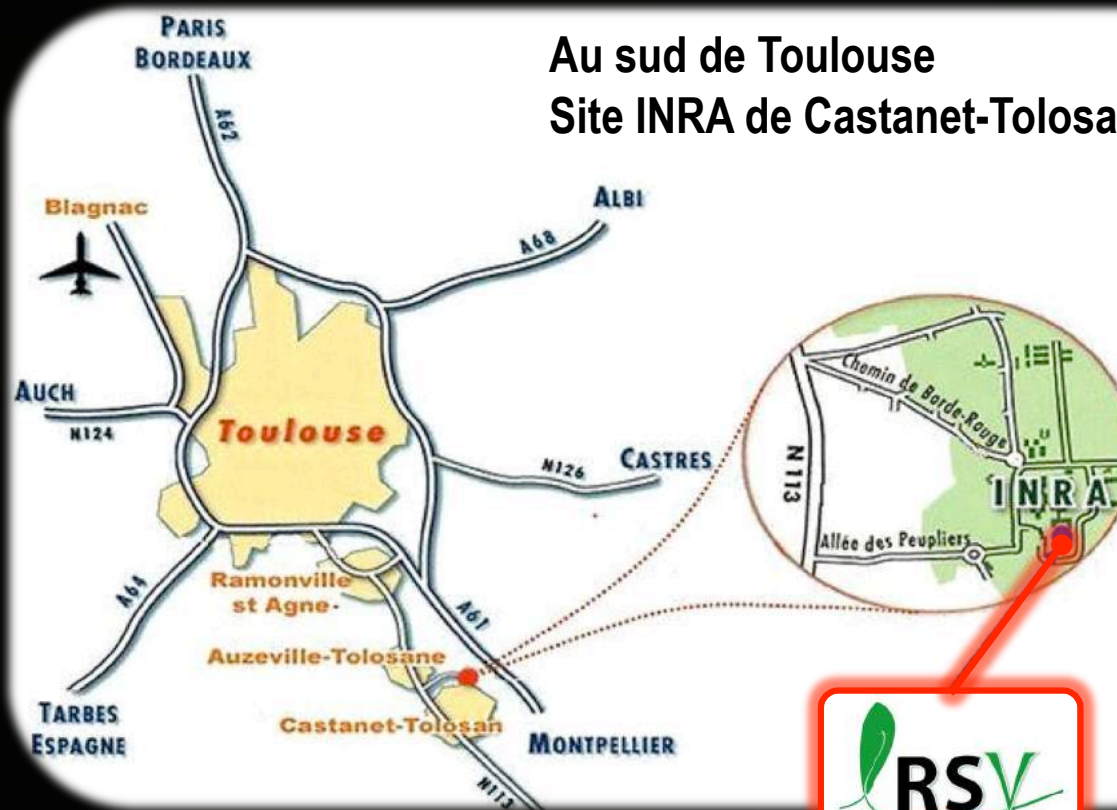 PARIS
BORDEAUX
Au sud de Toulouse
Site INRA de Castanet-Tolosa
A62
Blagnac
ALBI
A68
AUCH
N124
Toulouse
N126
CASTRES
Chemin de Borde-Rouge
N 113
INRA
Allée des Peupliers
A64
Ramonville
st Agne
A61
Auzeville-Tolosane
Castanet-Tolosan
TARBES
ESPAGNE
MONTPELLIER
N113
RSV